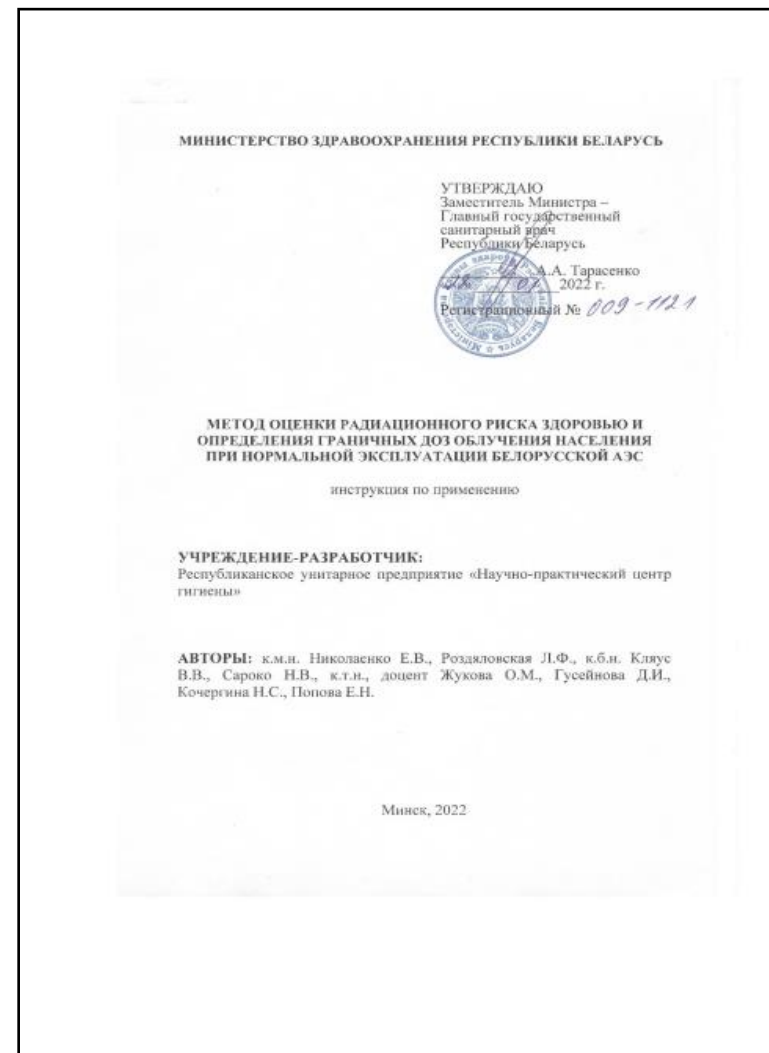 МИНИСТЕРСТВО ЗДРАВООХРАНЕНИЯ РЕСПУБЛИКИ БЕЛАРУСЬ
УТВЕРЖДАЮ
Заместитель Министра –
Главный государственный
санитарный врач
Республики Беларусь
А.А. Тарасенко
28 01 2022 г.
Регистрационный № 009-1121
МЕТОД ОЦЕНКИ РАДИАЦИОННОГО РИСКА ЗДОРОВЬЮ И
ОПРЕДЕЛЕНИЯ ГРАНИЧНЫХ ДОЗ ОБЛУЧЕНИЯ НАСЕЛЕНИЯ
ПРИ НОРМАЛЬНОЙ ЭКСПЛУАТАЦИИ БЕЛОРУССКОЙ АЭС
инструкция по применению
УЧРЕЖДЕНИЕ-РАЗРАБОТЧИК:
Республиканское унитарное предприятие «Научно-практический центр
гигиены»
АВТОРЫ: к.м.н. Николаенко Е.В., Роздяловская Л.Ф., к.б.н. Кляус
В.В., Сароко Н.В., к.т.н., доцент Жукова О.М., Гусейнова Д.И.,
Кочергина Н.С., Попова Е.Н.
Минск, 2022